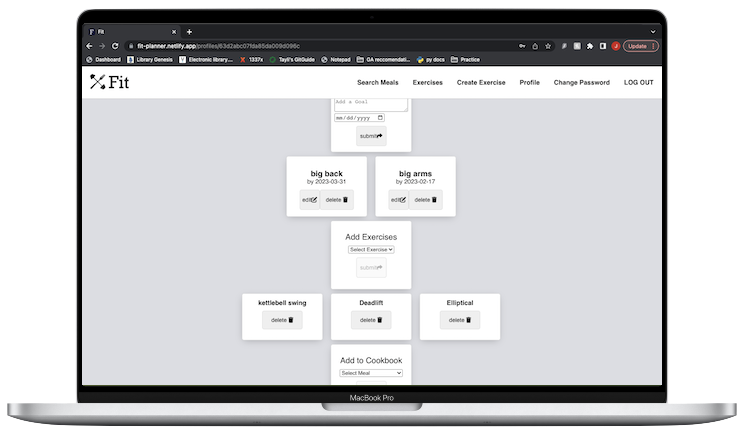 Fit
fit-planner.netlify.app/profiles/63d2abc07fda85da009d096c
J
Update
Dashboard
Library Genesis
Electronic library....
1337x
Tayli's GitGuide
Notepad
GA reccomendati...
py docs
Practice
Fit
Search Meals
Exercises
Create Exercise
Profile
Change Password
LOG OUT
Add a Goal
mm/dd/yyyy
submit
big back
by 2023-03-31
edit
delete
big arms
by 2023-02-17
edit
delete
Add Exercises
Select Exercise
submit
kettlebell swing
delete
Deadlift
delete
Elliptical
delete
Add to Cookbook
Select Meal
MacBook Pro